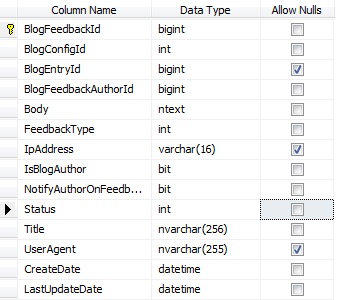 Column Name Data Type Allow Nulls
BlogFeedbackId bigint
BlogConfigId int
BlogEntryId bigint
BlogFeedbackAuthorId bigint
Body ntext
FeedbackType int
IpAddress varchar(16)
IsBlogAuthor bit
NotifyAuthorOnFeedb... bit
Status int
Title nvarchar(256)
UserAgent nvarchar(255)
CreateDate datetime
LastUpdateDate datetime